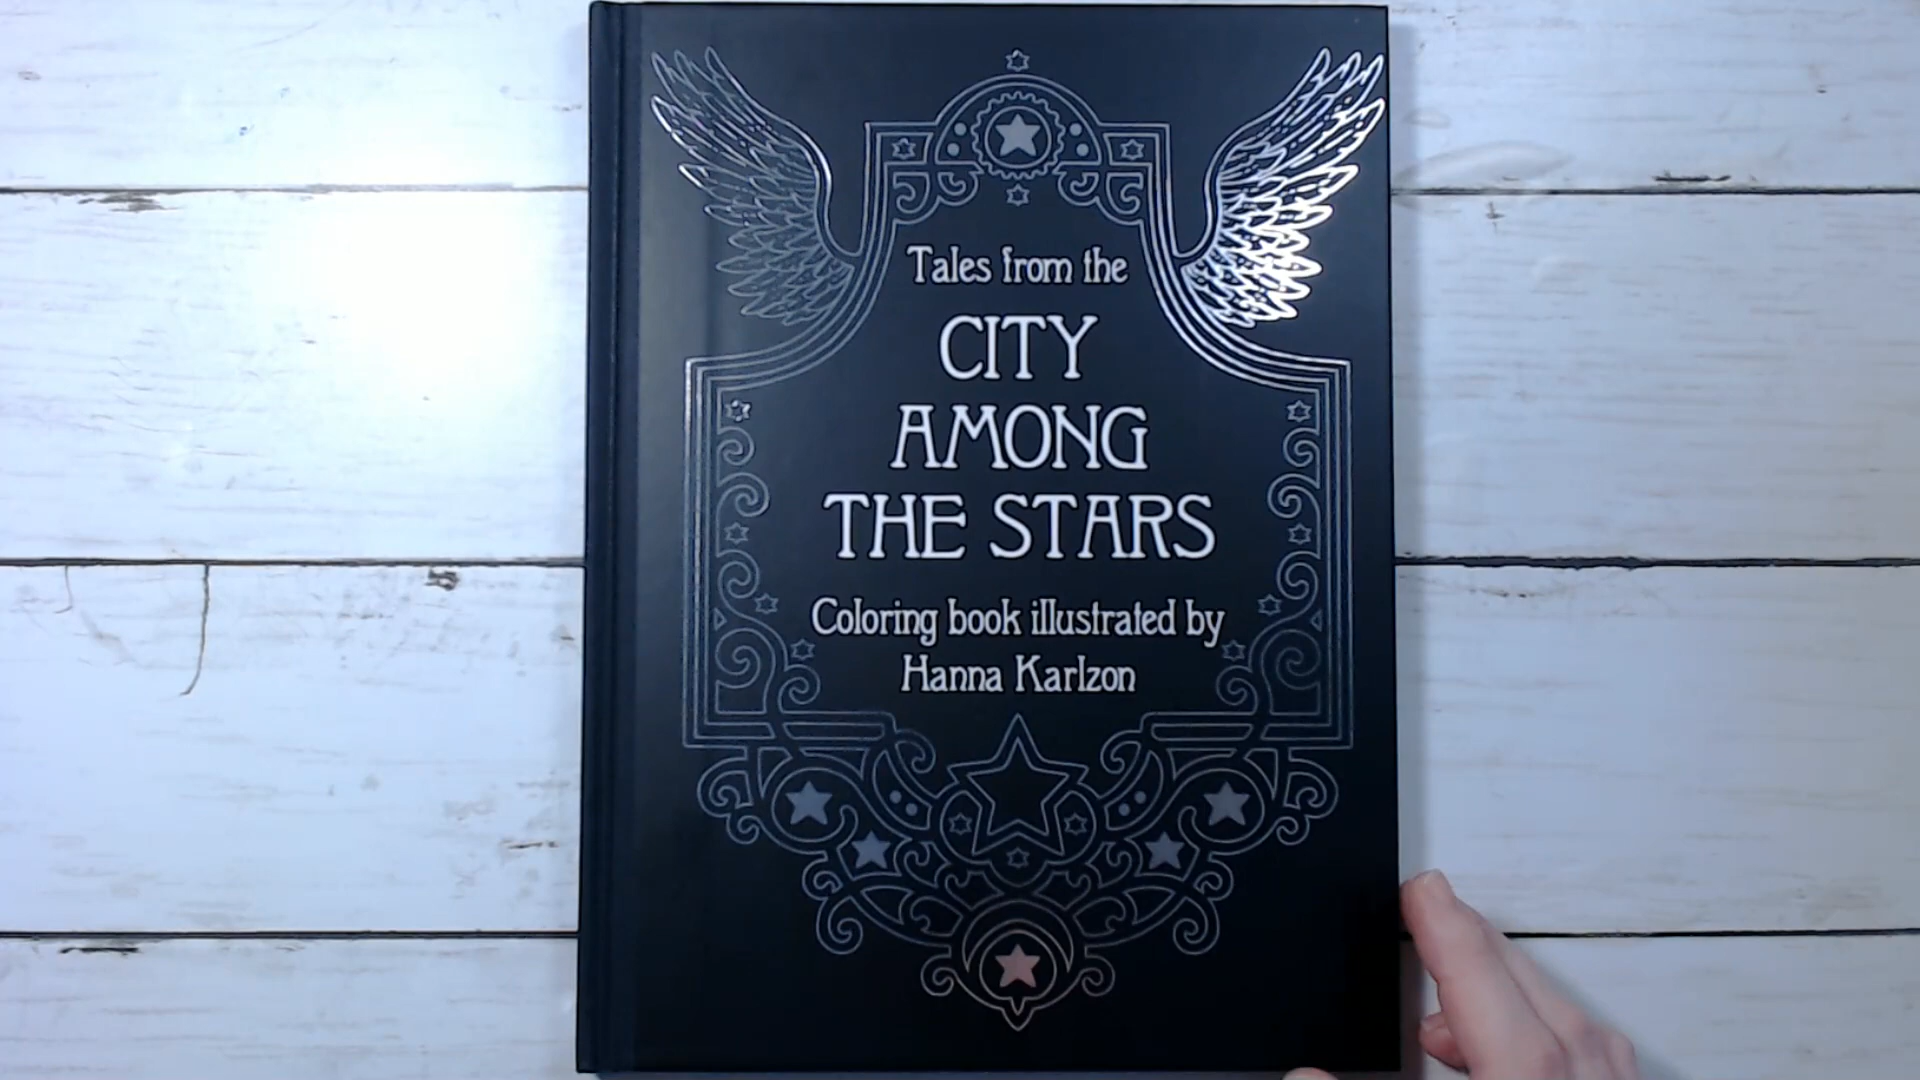 Tales from the
CITY
AMONG
THE STARS
Coloring book illustrated by
Hanna Karlzon